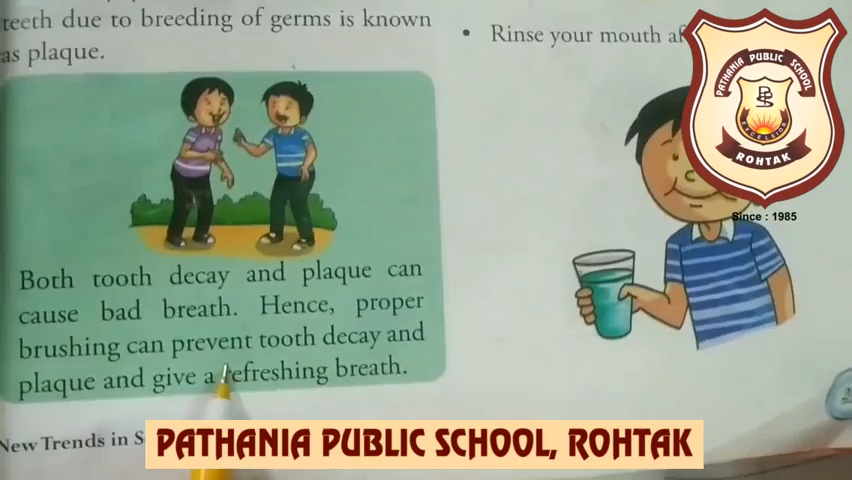 teeth due to breeding of germs is known
as plaque.
Both tooth decay and plaque can
cause bad breath. Hence, proper
brushing can prevent tooth decay and
plaque and give a refreshing breath.
New Trends in S
• Rinse your mouth af
PATHANIA PUBLIC SCHOOL
PPS
EXCELSIOR
ROHTAK
Since : 1985
PATHANIA PUBLIC SCHOOL, ROHTAK